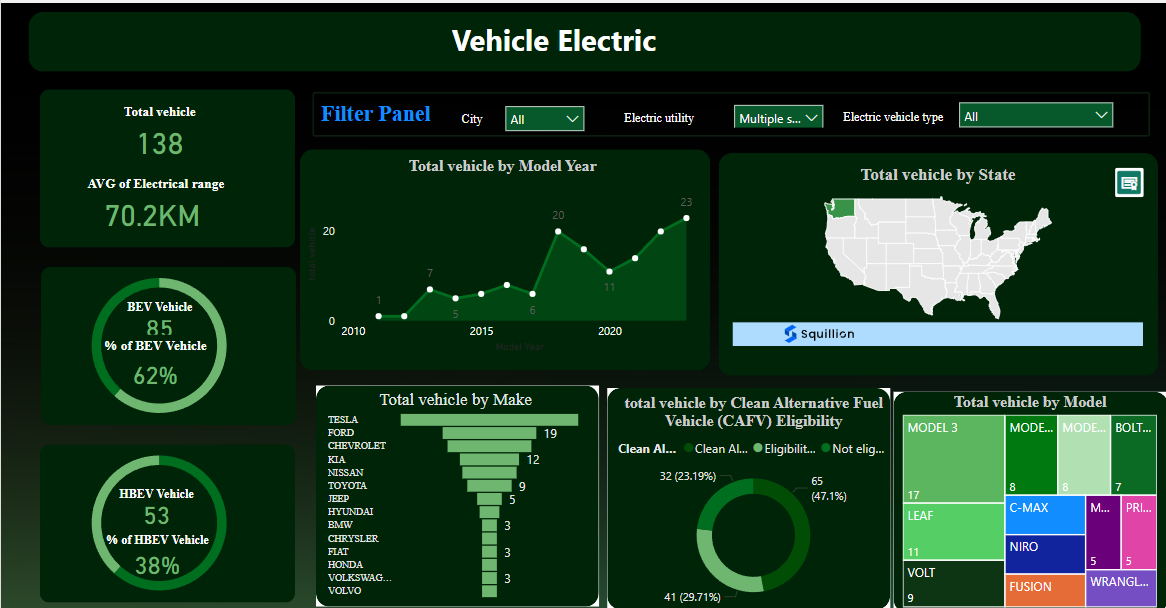 Vehicle Electric
Total vehicle
138
AVG of Electrical range
70.2KM
Filter Panel
City
All
Electric utility
Multiple s...
Electric vehicle type
All
BEV Vehicle
85
% of BEV Vehicle
62%
HBEV Vehicle
53
% of HBEV Vehicle
38%
Total vehicle by Model Year
Total vehicle
20
0
1
7
5
6
20
11
23
2010
2015
2020
Model Year
Total vehicle by State
Squillion
Total vehicle by Make
TESLA
FORD
19
CHEVROLET
KIA
12
NISSAN
TOYOTA
9
JEEP
5
HYUNDAI
BMW
3
CHRYSLER
FIAT
3
HONDA
VOLKSWAG...
3
VOLVO
total vehicle by Clean Alternative Fuel
Vehicle (CAFV) Eligibility
Clean Al...
Clean Al...
Eligibilit...
Not elig...
32 (23.19%)
65
(47.1%)
41 (29.71%)
Total vehicle by Model
MODEL 3
17
LEAF
11
VOLT
9
MODE...
8
MODE...
8
BOLT...
7
C-MAX
NIRO
FUSION
M...
5
PRI...
5
WRANGL...